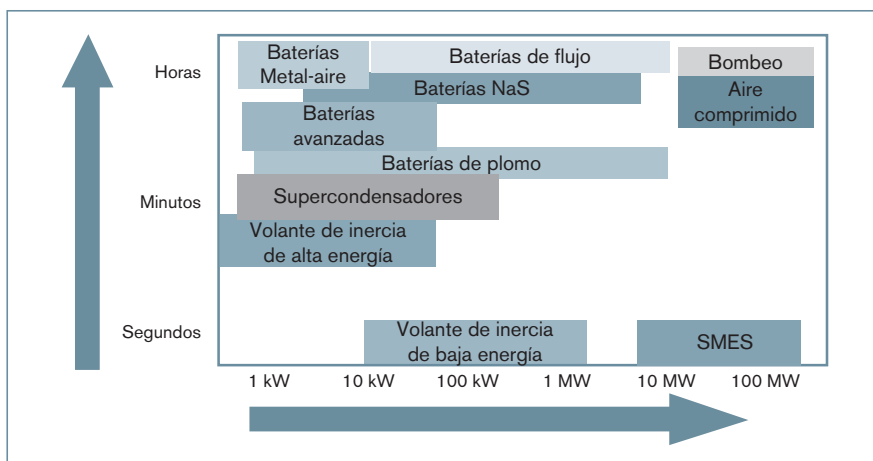 Horas
Baterías
Metal-aire
Baterías de flujo
Bombeo
Baterías NaS
Aire
comprimido
Baterías
avanzadas
Baterías de plomo
Minutos
Supercondensadores
Volante de inercia
de alta energía
Segundos
Volante de inercia
de baja energía
SMES
1 kW 10 kW 100 kW 1 MW 10 MW 100 MW